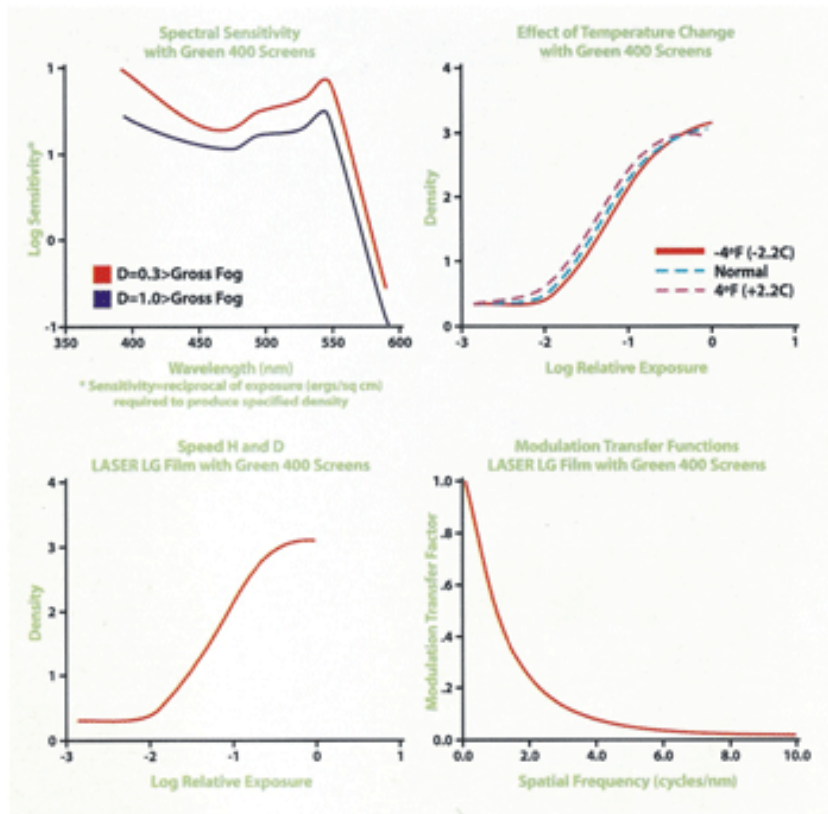 Spectral Sensitivity
with Green 400 Screens
1
1
0
-1
350
400
450
500
550
600
Log Sensitivity*
D=0.3>Gross Fog
D=1.0>Gross Fog
Wavelength (nm)
* Sensitivity=reciprocal of exposure (ergs/sq cm)
required to produce specified density
Effect of Temperature Change
with Green 400 Screens
4
3
2
1
0
-3
-2
-1
0
1
Density
-4ºF (-2.2C)
Normal
4ºF (+2.2C)
Log Relative Exposure
Speed H and D
LASER LG Film with Green 400 Screens
4
3
2
1
0
-3
-2
-1
0
1
Density
Log Relative Exposure
Modulation Transfer Functions
LASER LG Film with Green 400 Screens
1.0
.8
.6
.4
.2
0.0
0.0
2.0
4.0
6.0
8.0
10.0
Modulation Transfer Factor
Spatial Frequency (cycles/nm)